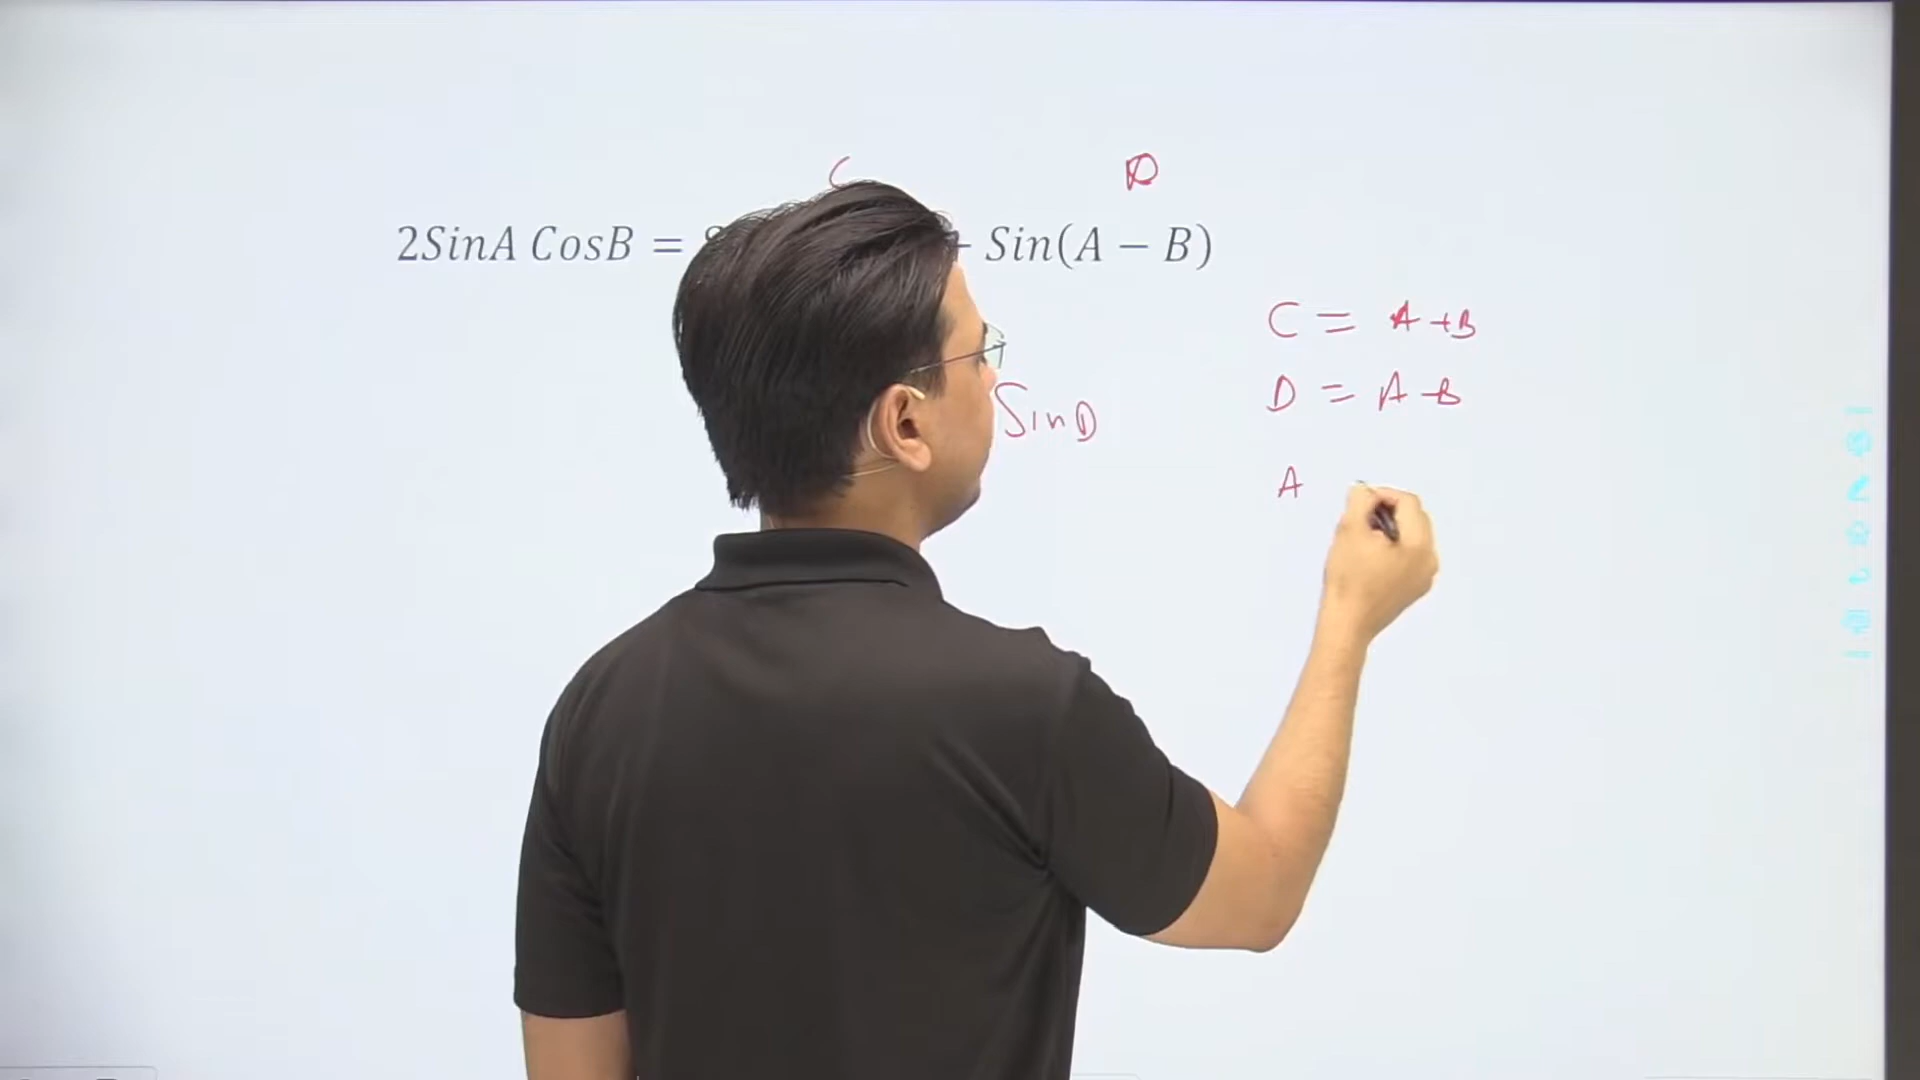 C D
2SinA CosB = - Sin(A − B)
C = A+B
D = A-B
SinD
A